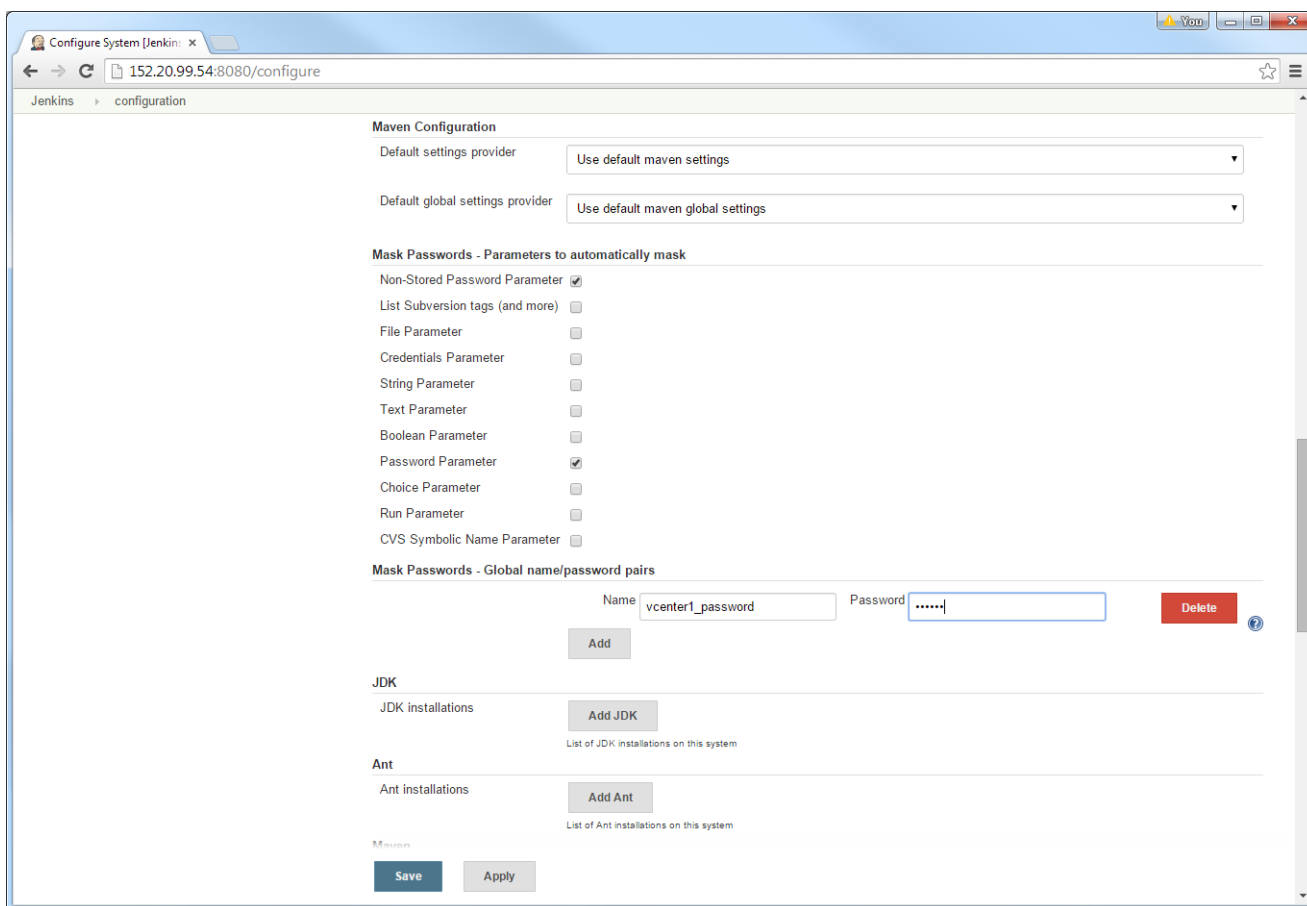 You
Configure System [Jenkins
152.20.99.54:8080/configure
Jenkins configuration
Maven Configuration
Default settings provider Use default maven settings
Default global settings provider Use default maven global settings
Mask Passwords - Parameters to automatically mask
Non-Stored Password Parameter
List Subversion tags (and more)
File Parameter
Credentials Parameter
String Parameter
Text Parameter
Boolean Parameter
Password Parameter
Choice Parameter
Run Parameter
CVS Symbolic Name Parameter
Mask Passwords - Global name/password pairs
Name vcenter1_password Password •••••• Delete
Add
JDK
JDK installations Add JDK
List of JDK installations on this system
Ant
Ant installations Add Ant
List of Ant installations on this system
Maven
Save Apply